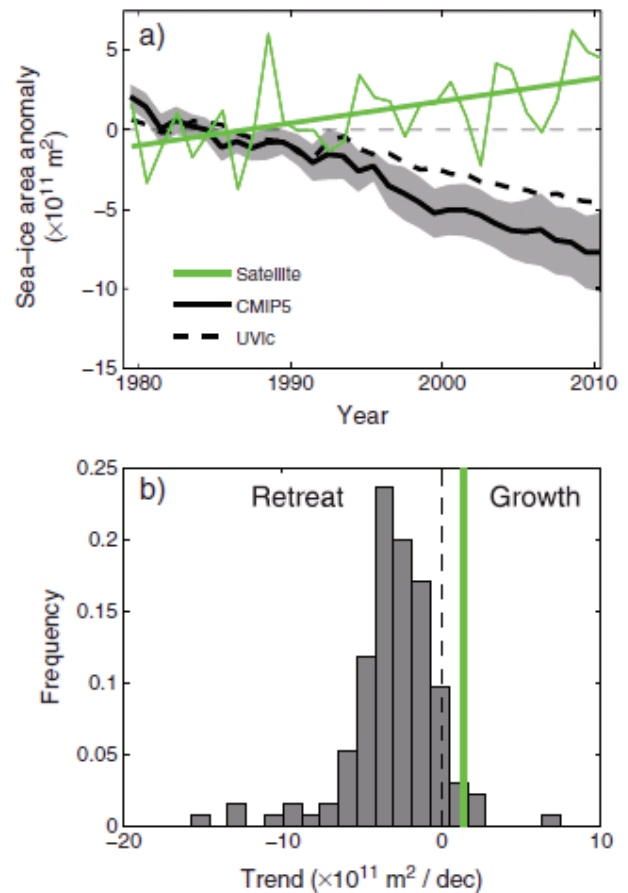 a)
Sea-ice area anomaly
(×10¹¹ m²)
5
0
−5
−10
−15
Satellite
CMIP5
UVic
1980
1990
2000
2010
Year
b)
Retreat
Growth
Frequency
0.25
0.2
0.15
0.1
0.05
0
−20
−10
0
10
Trend (×10¹¹ m² / dec)